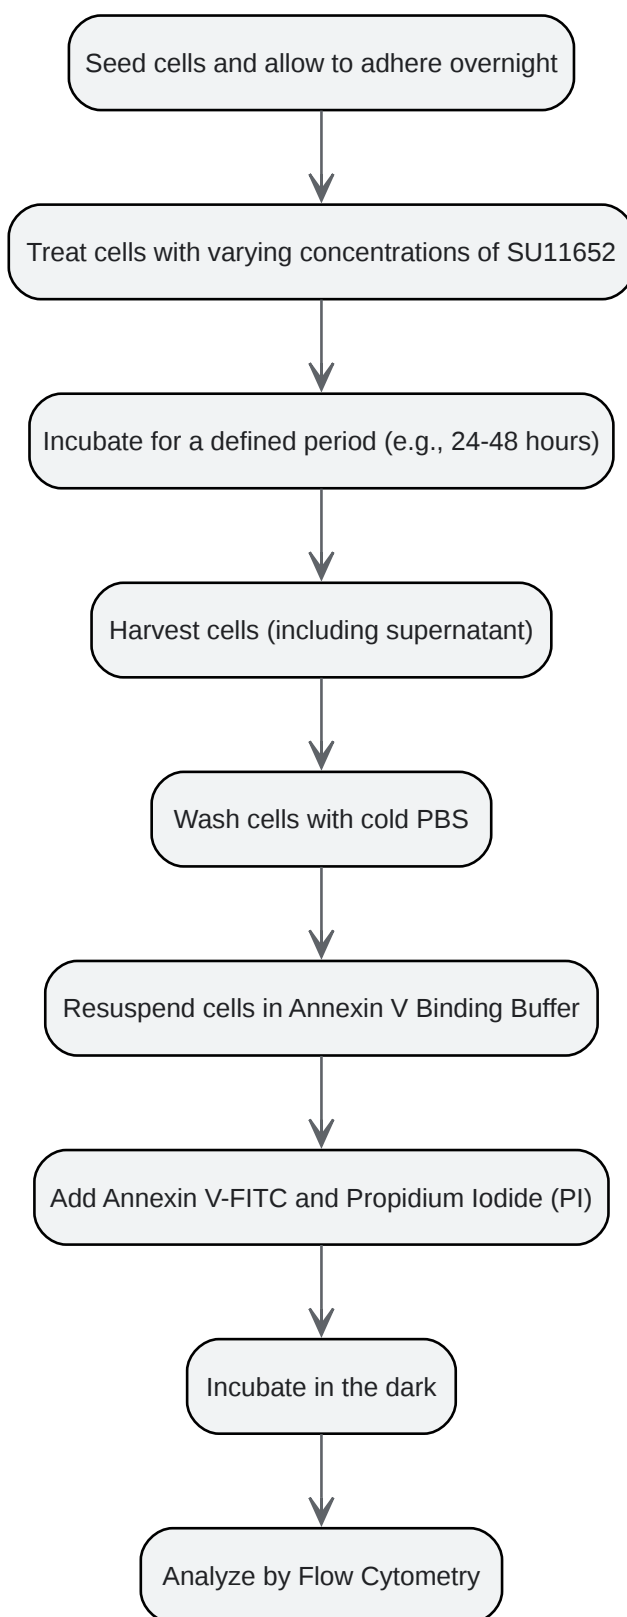 Seed cells and allow to adhere overnight
Treat cells with varying concentrations of SU11652
Incubate for a defined period (e.g., 24-48 hours)
Harvest cells (including supernatant)
Wash cells with cold PBS
Resuspend cells in Annexin V Binding Buffer
Add Annexin V-FITC and Propidium Iodide (PI)
Incubate in the dark
Analyze by Flow Cytometry